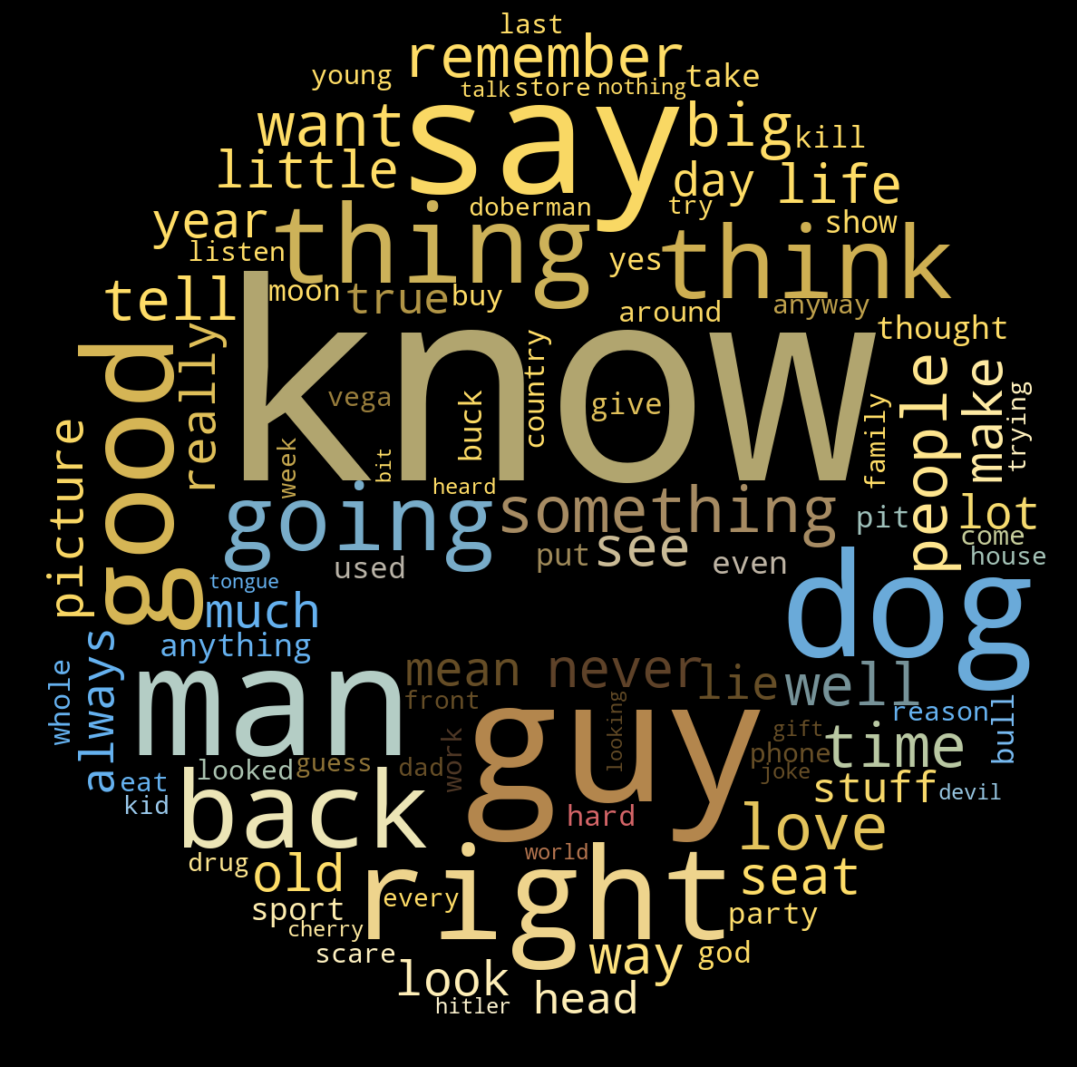 last
remember
young
talk
store
nothing
take
want
say
big
kill
little
day
life
year
thing
doberman
try
show
listen
think
yes
tell
moon
true
buy
around
anyway
thought
know
good
really
country
people
make
trying
vega
buck
give
family
picture
week
bit
heard
going
something
see
pit
lot
come
house
used
put
even
tongue
much
dog
anything
always
whole
man
mean
never
lie
well
front
looking
reason
bull
guy
work
gift
phone
time
joke
looked
guess
dad
eat
kid
stuff
devil
back
hard
love
world
drug
old
right
seat
every
sport
party
cherry
scare
way
god
look
head
hitler